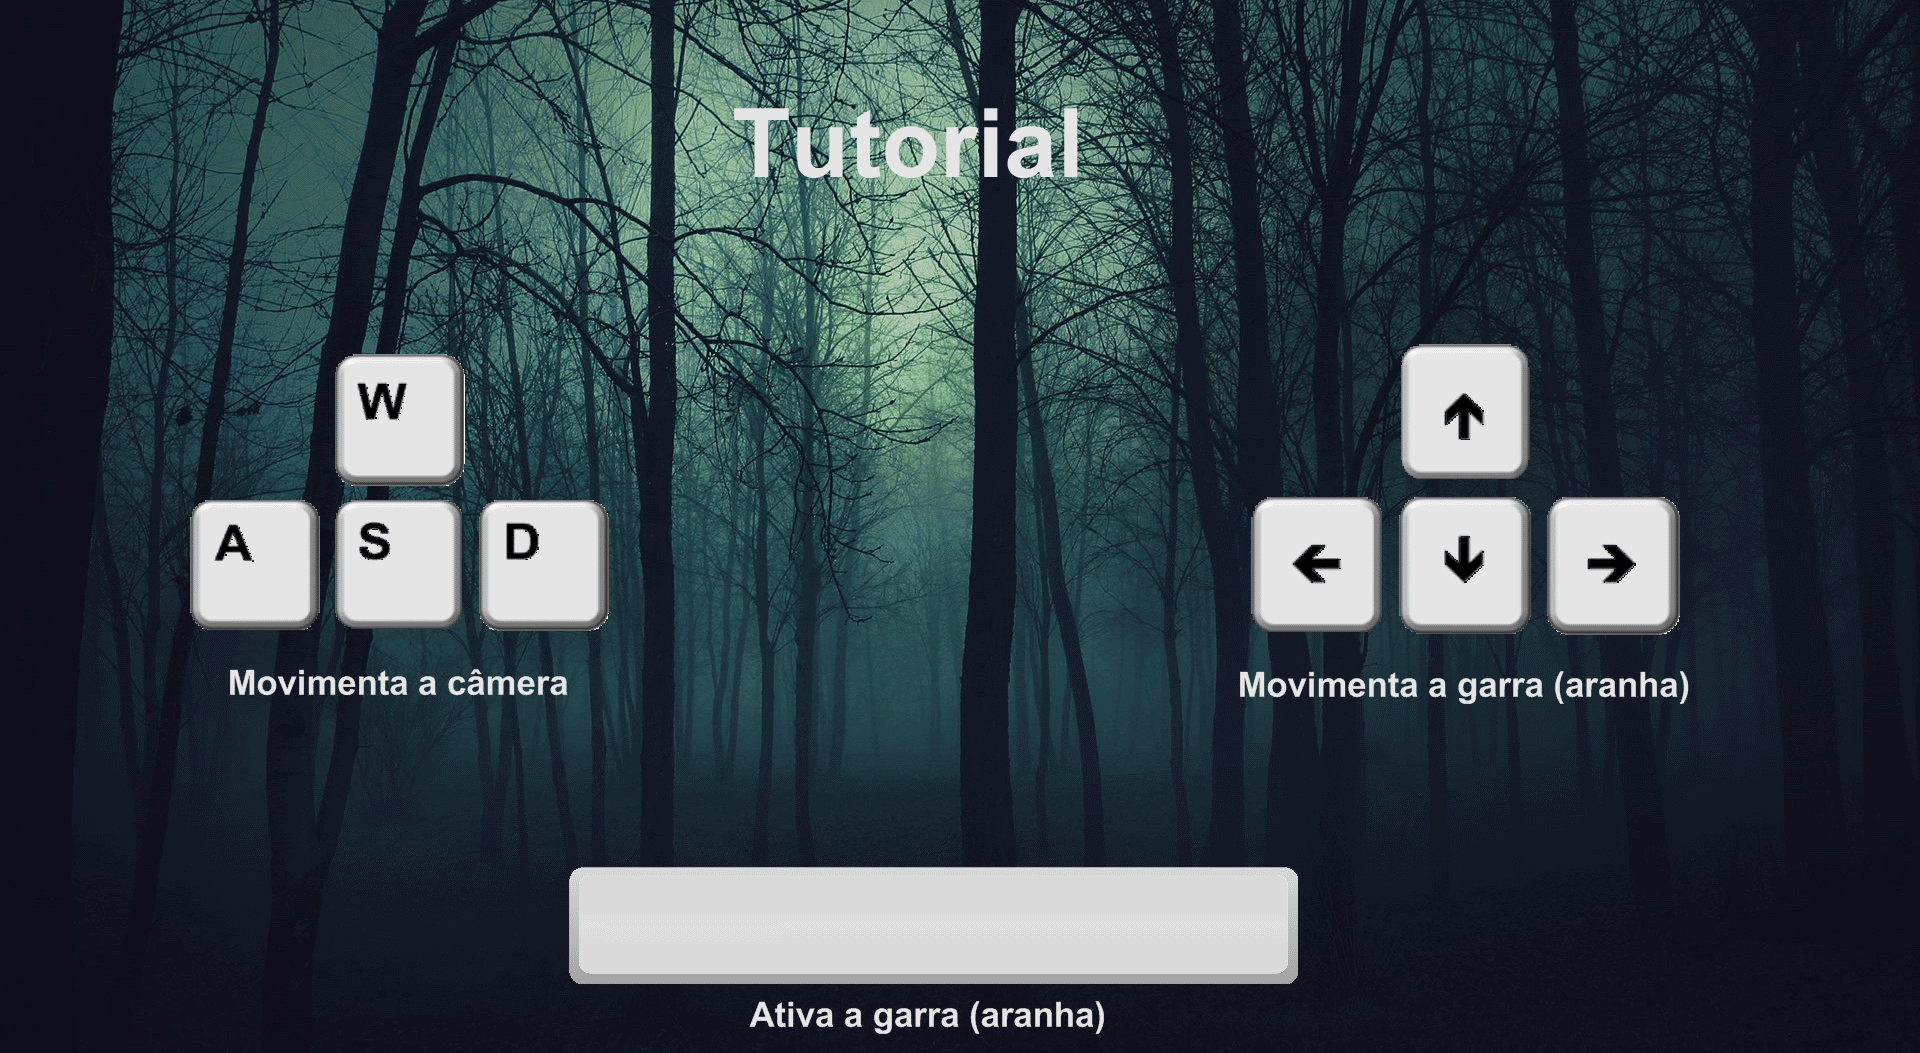 Tutorial
W
A S D
Movimenta a câmera
↑
← ↓ →
Movimenta a garra (aranha)
Ativa a garra (aranha)